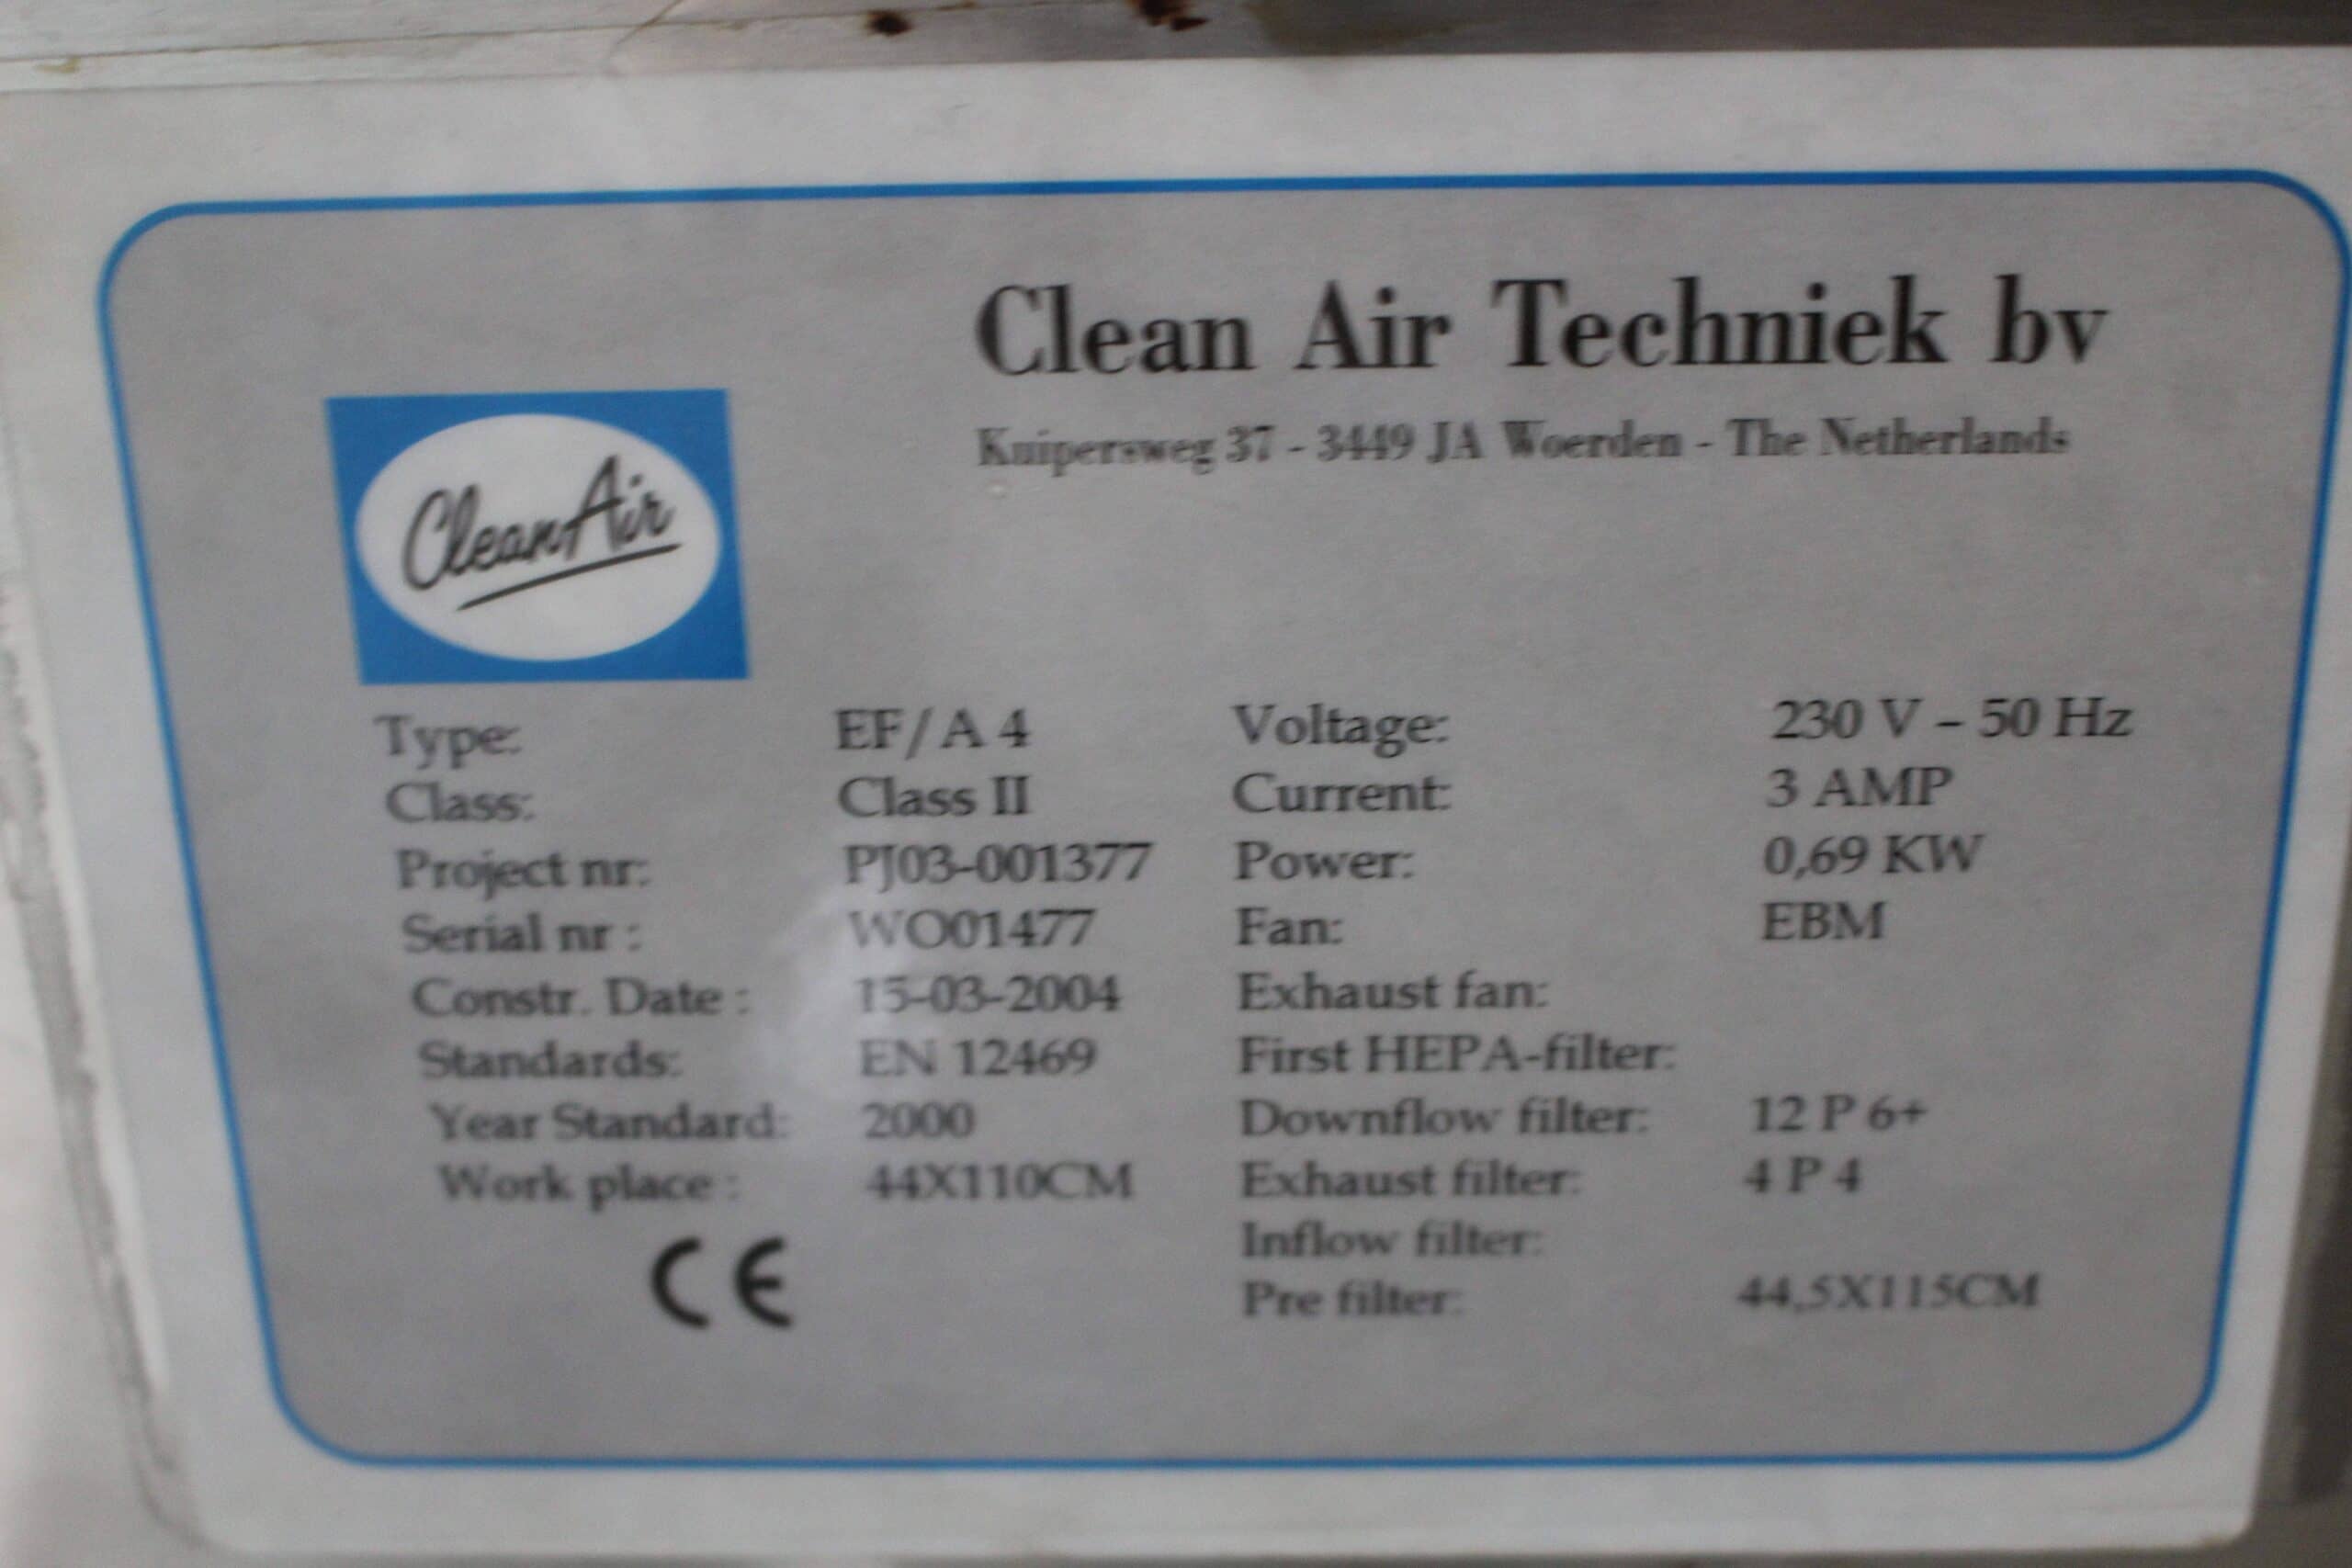 Clean Air Techniek bv
Kuipersweg 37 - 3449 JA Woerden - The Netherlands
CleanAir
Type: EF/A 4 Voltage: 230 V – 50 Hz
Class: Class II Current: 3 AMP
Project nr: PJ03-001377 Power: 0,69 KW
Serial nr : WO01477 Fan: EBM
Constr. Date : 15-03-2004 Exhaust fan:
Standards: EN 12469 First HEPA-filter:
Year Standard: 2000 Downflow filter: 12 P 6+
Work place : 44X110CM Exhaust filter: 4 P 4
Inflow filter:
CE Pre filter: 44,5X115CM